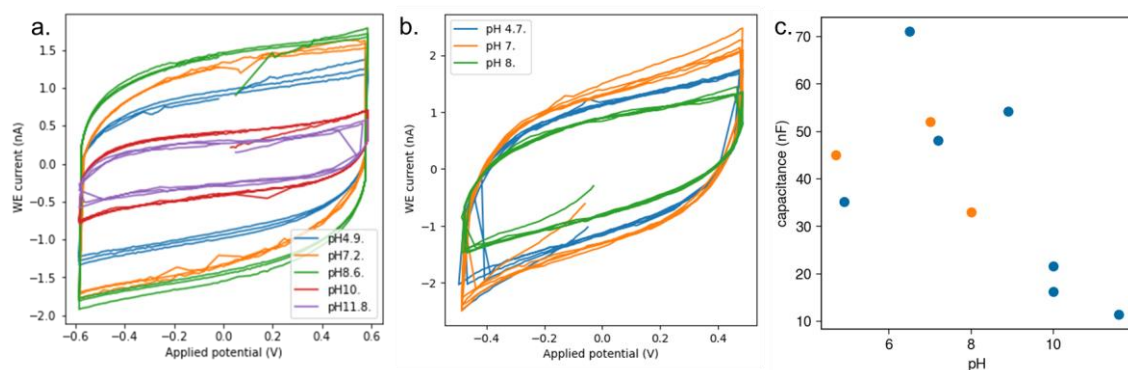 a.
WE current (nA)
1.5
1.0
0.5
0.0
−0.5
−1.0
−1.5
−2.0
pH4.9.
pH7.2.
pH8.6.
pH10.
pH11.8.
−0.6 −0.4 −0.2 0.0 0.2 0.4 0.6
Applied potential (V)
b.
WE current (nA)
2
1
0
−1
−2
pH 4.7.
pH 7.
pH 8.
−0.4 −0.2 0.0 0.2 0.4
Applied potential (V)
c.
capacitance (nF)
70
60
50
40
30
20
10
6 8 10
pH